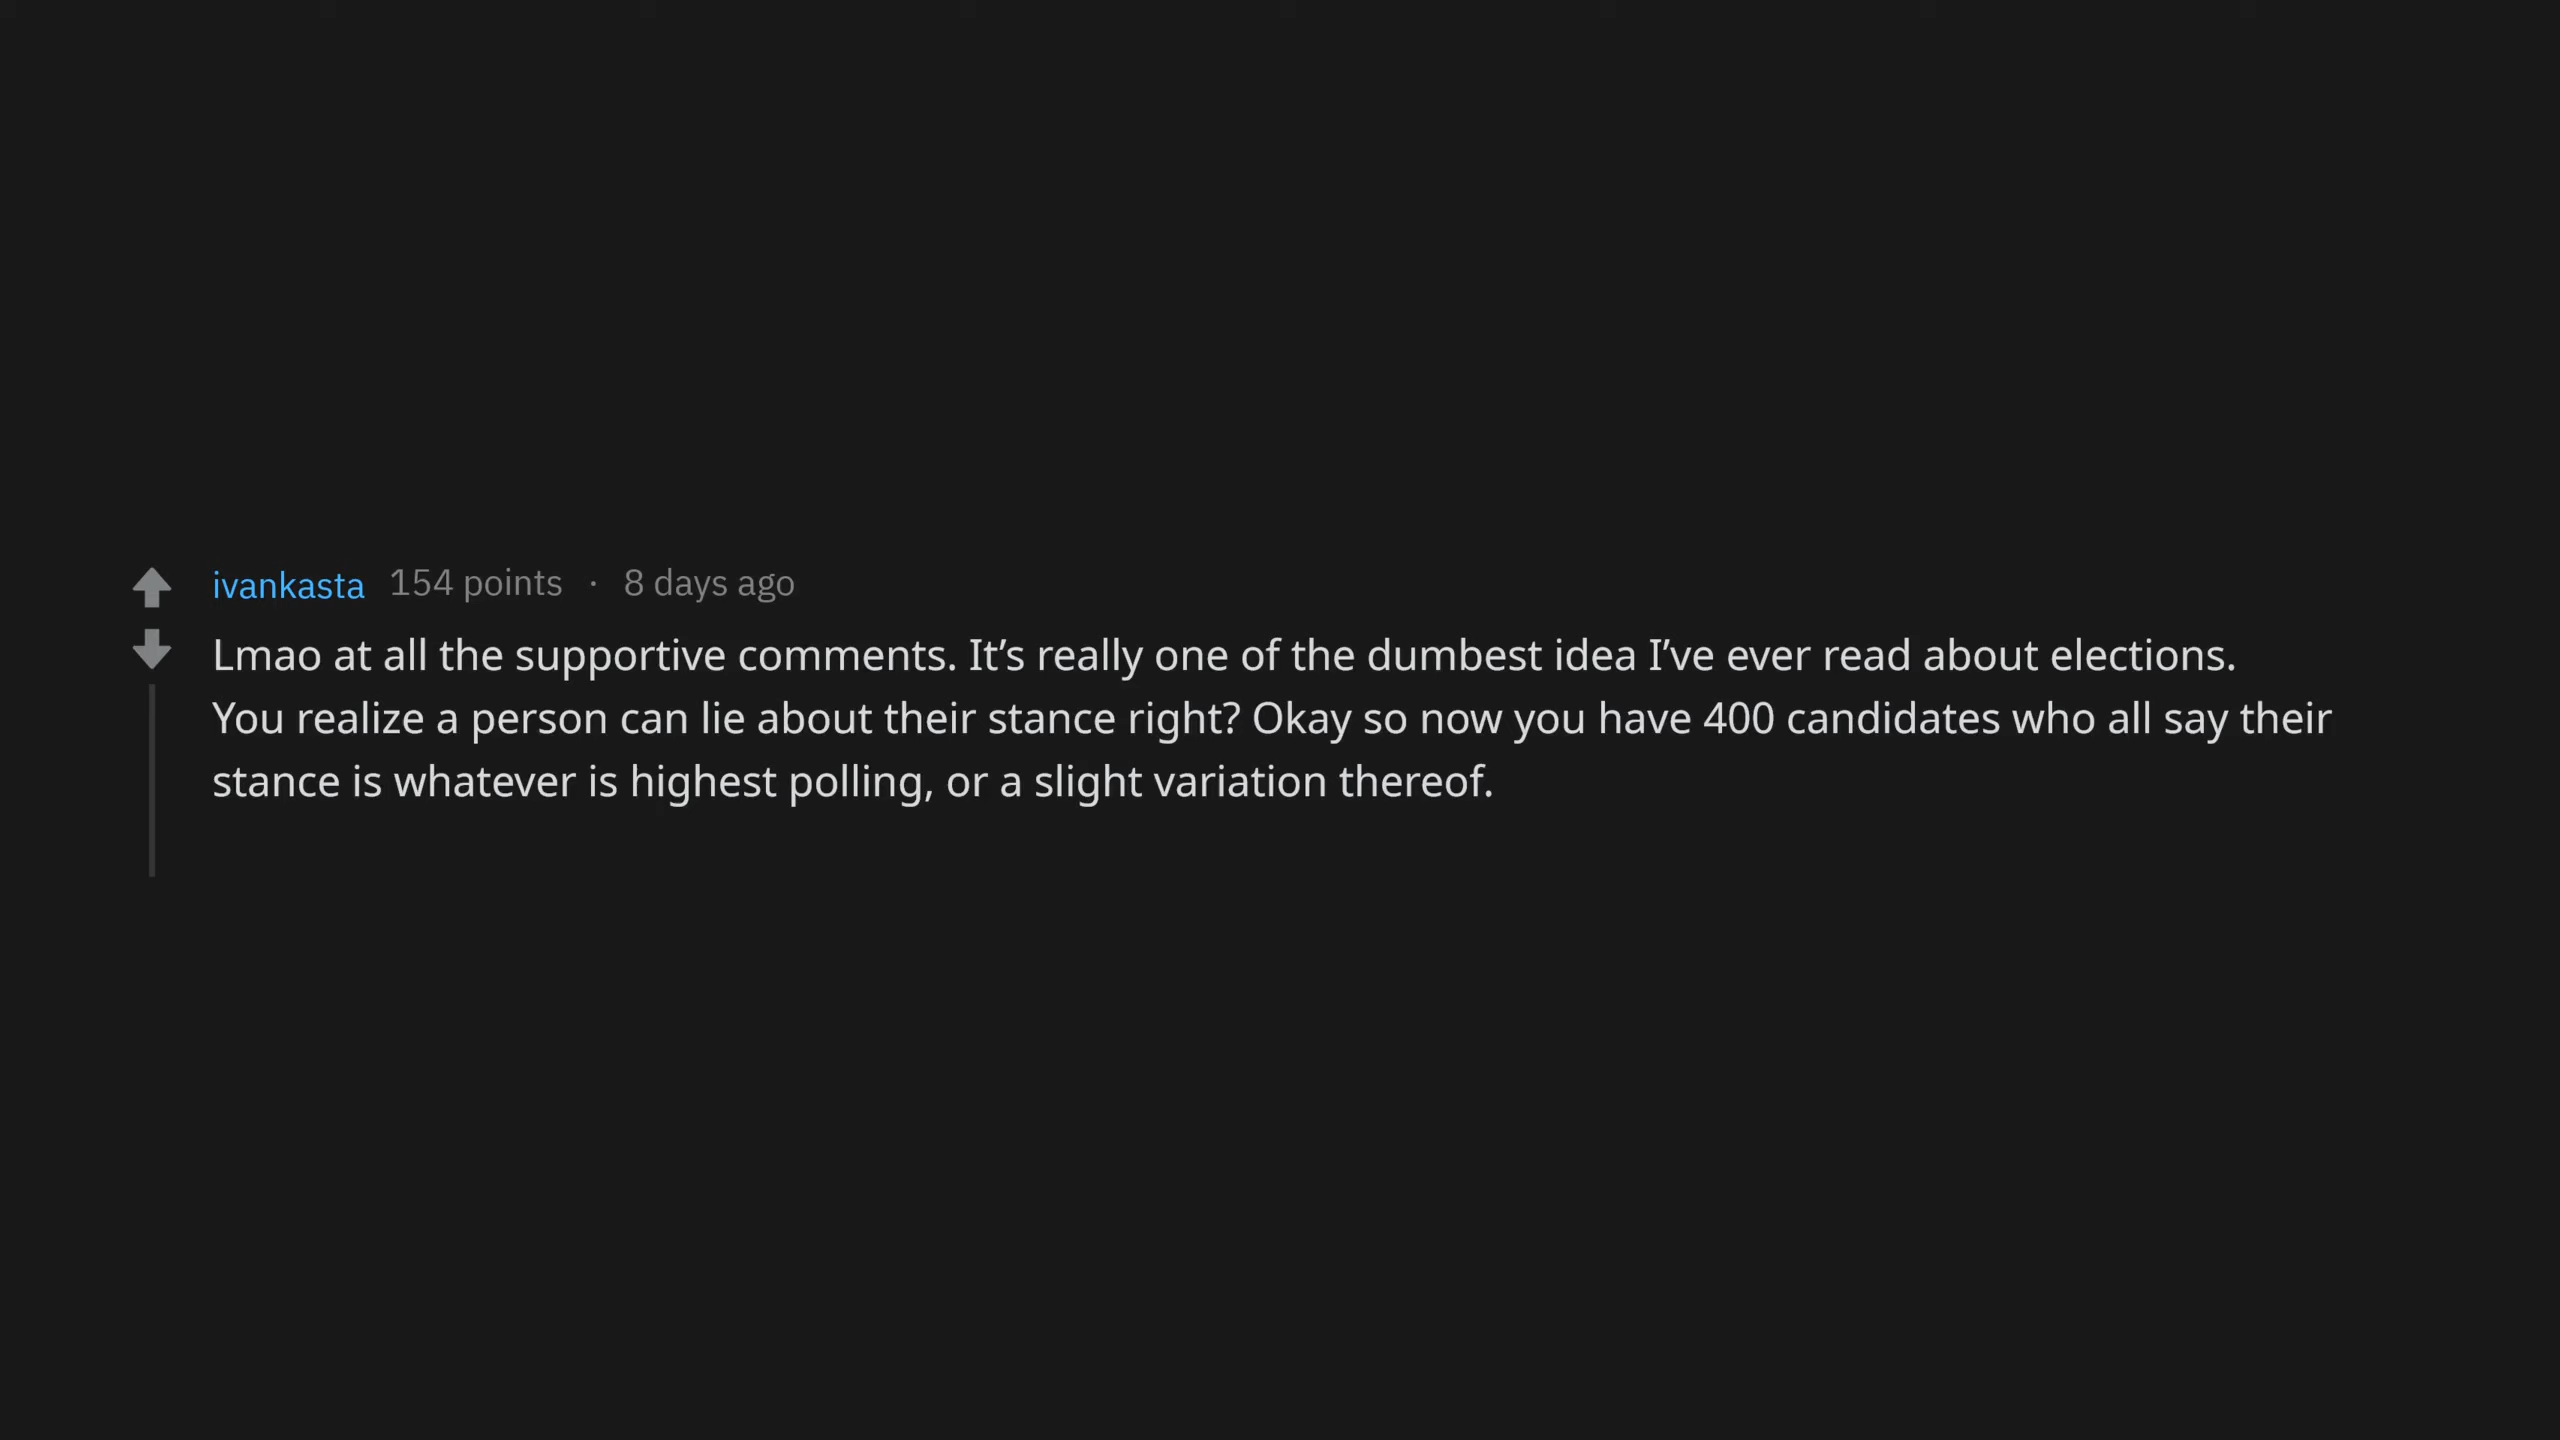 ivankasta 154 points · 8 days ago
Lmao at all the supportive comments. It’s really one of the dumbest idea I’ve ever read about elections.
You realize a person can lie about their stance right? Okay so now you have 400 candidates who all say their
stance is whatever is highest polling, or a slight variation thereof.